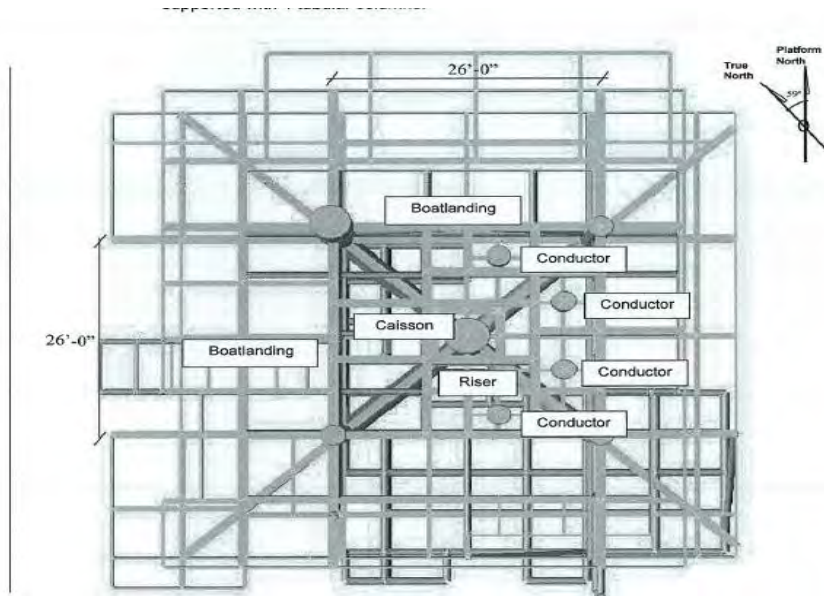 26'-0"
Platform
North
True
North
59°
Boatlanding
Conductor
Conductor
Caisson
26'-0"
Boatlanding
Conductor
Riser
Conductor